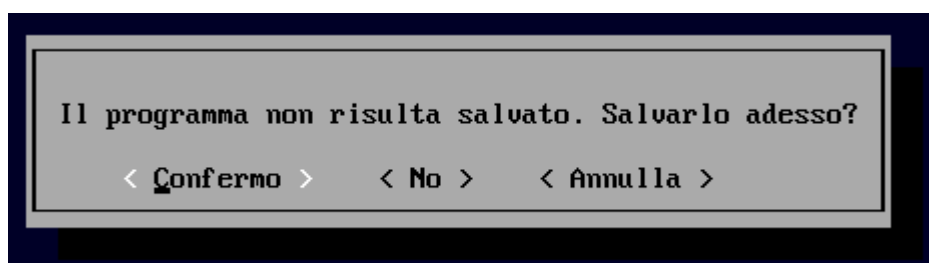 Il programma non risulta salvato. Salvarlo adesso?
< Confermo > < No > < Annulla >